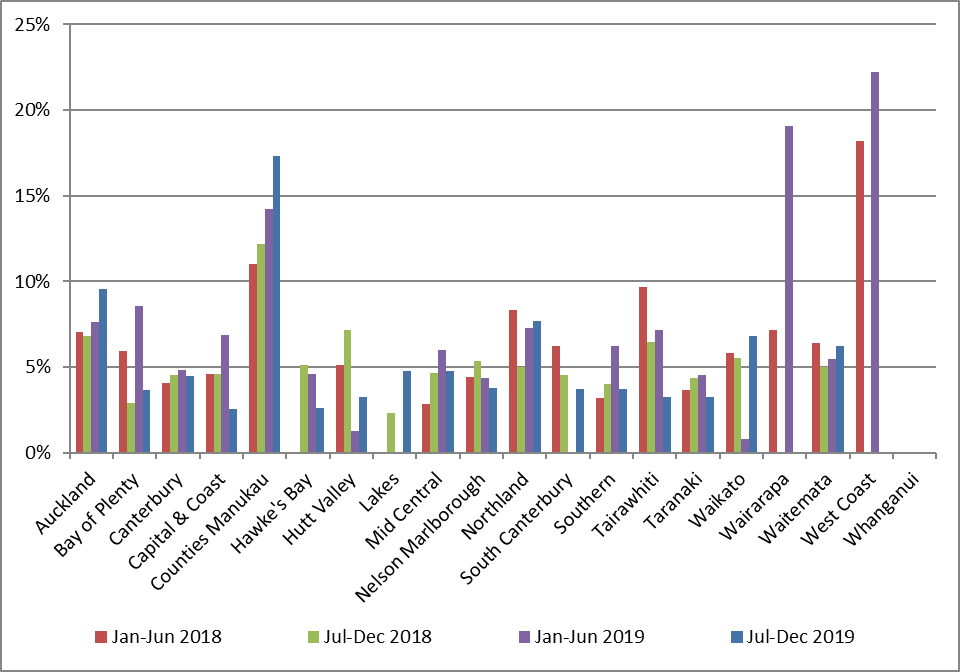 25%
20%
15%
10%
5%
0%
Auckland
Bay of Plenty
Canterbury
Capital & Coast
Counties Manukau
Hawke's Bay
Hutt Valley
Lakes
Mid Central
Nelson Marlborough
Northland
South Canterbury
Southern
Tairawhiti
Taranaki
Waikato
Wairarapa
Waitemata
West Coast
Whanganui
Jan-Jun 2018 Jul-Dec 2018 Jan-Jun 2019 Jul-Dec 2019